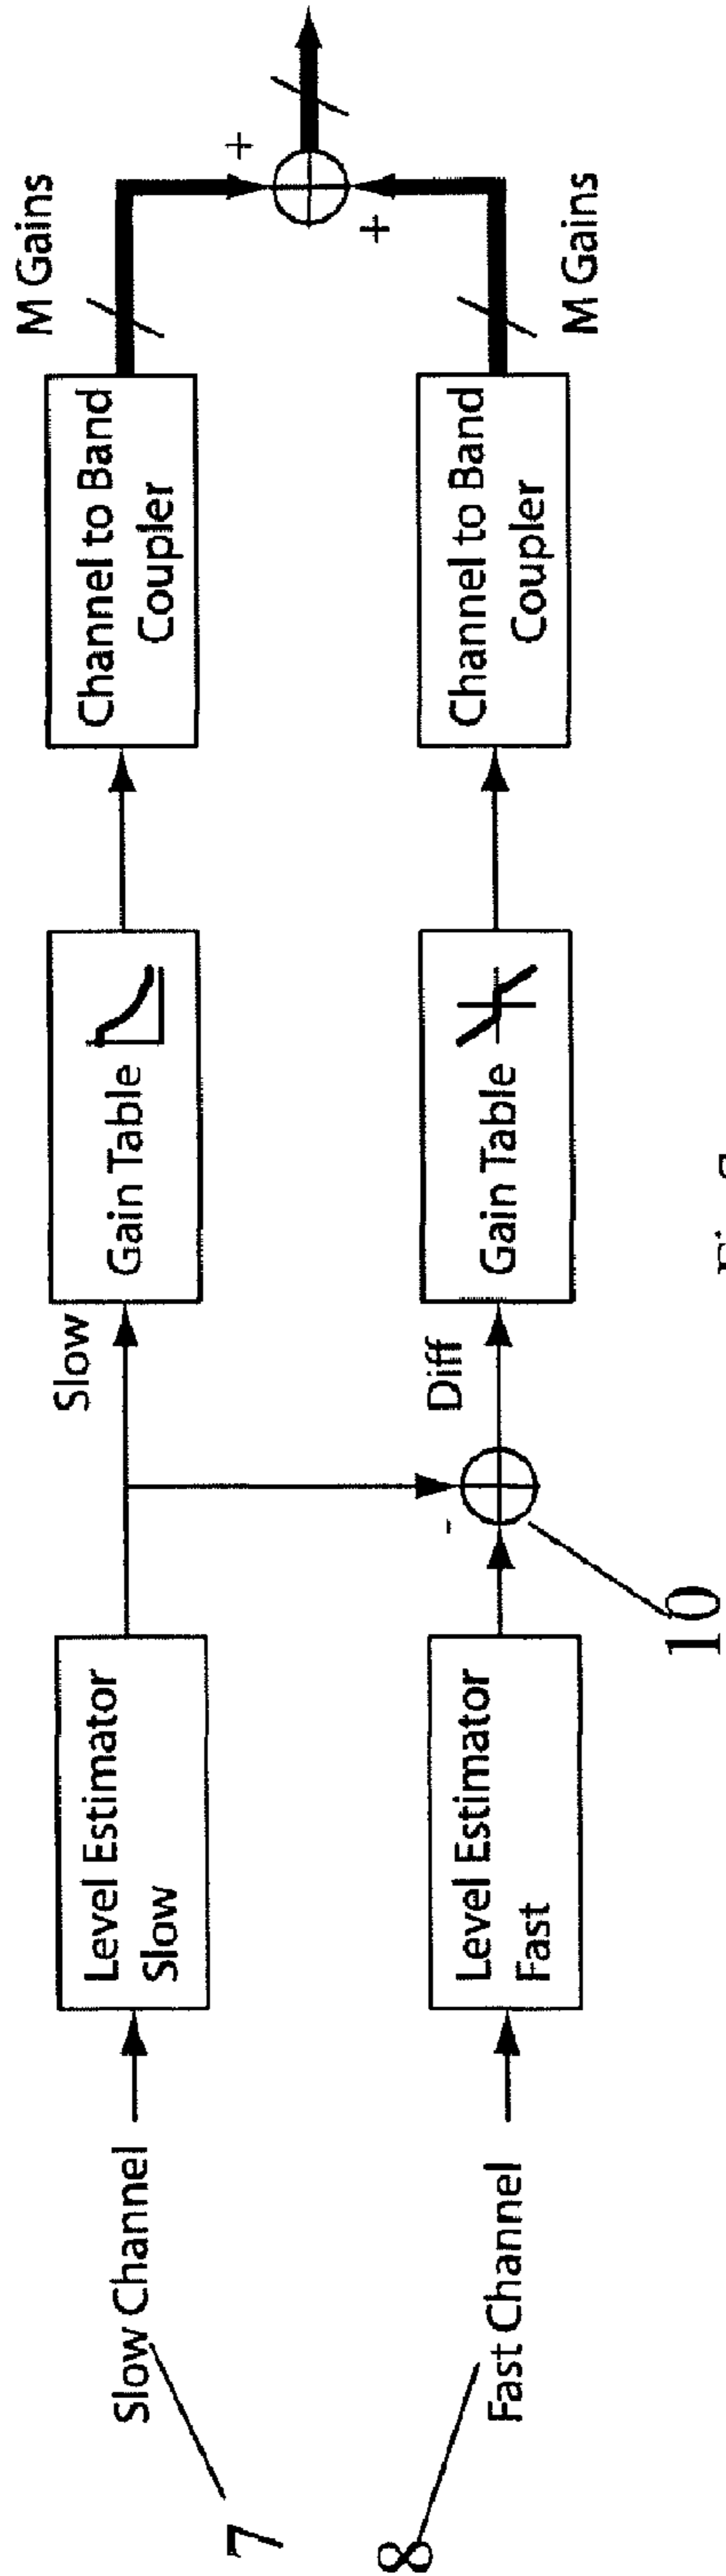 7
Slow Channel
Level Estimator
Slow
Slow
Gain Table
Channel to Band
Coupler
M Gains
+
8
Fast Channel
Level Estimator
Fast
-
10
Diff
Gain Table
Channel to Band
Coupler
M Gains
+